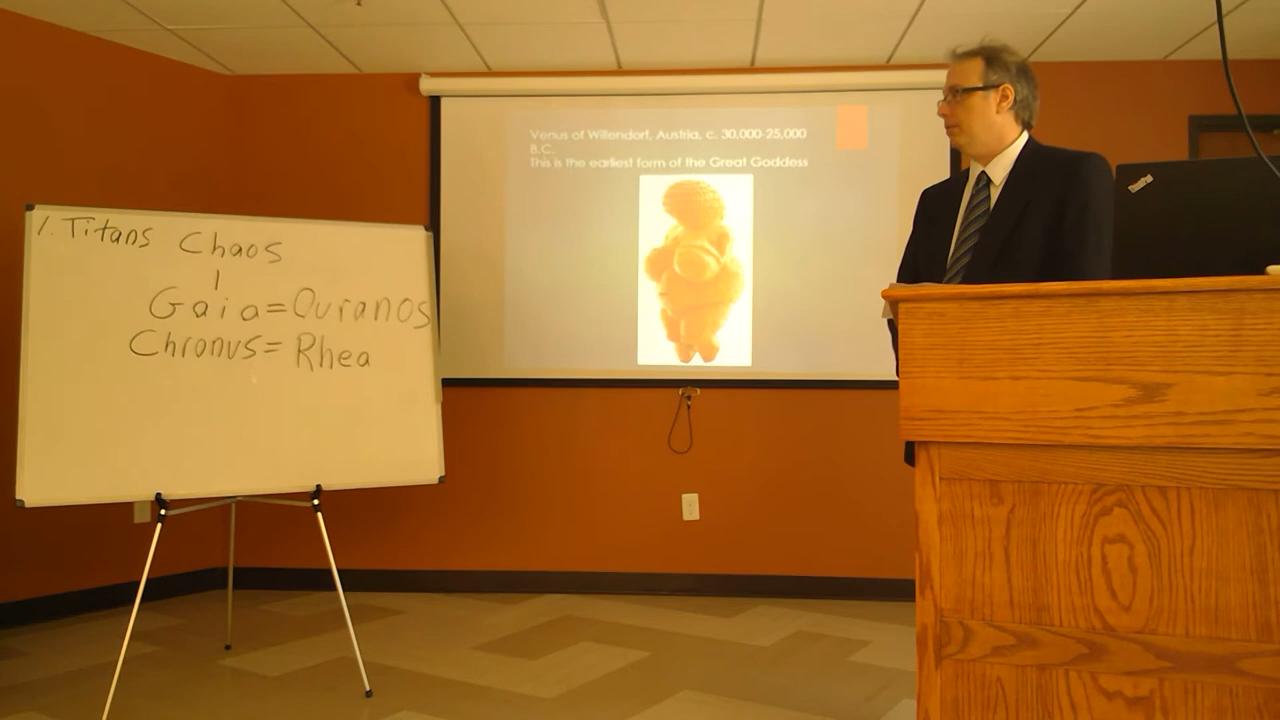 1. Titans Chaos
Gaia=Ouranos
Chronus=Rhea
Venus of Willendorf, Austria, c. 30,000-25,000
B.C.
This is the earliest form of the Great Goddess